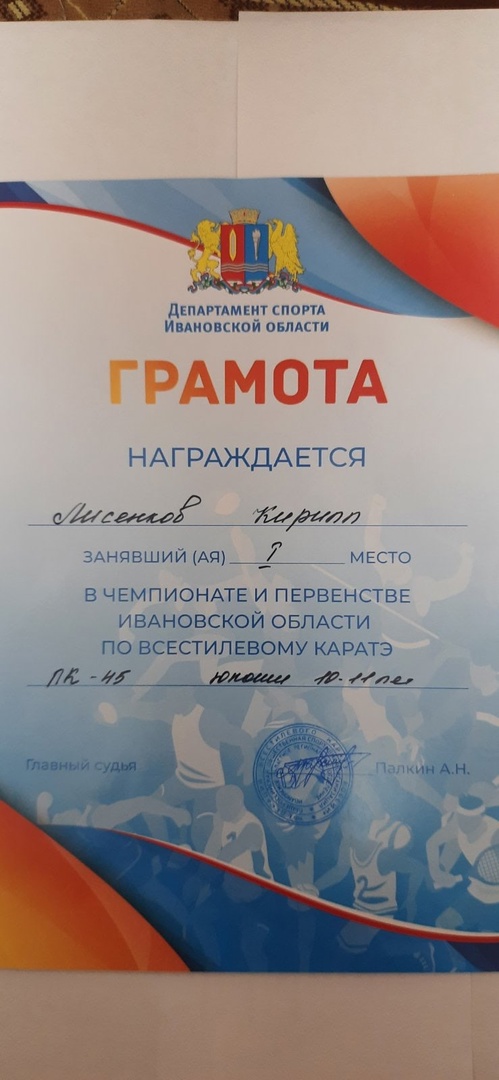 ДЕПАРТАМЕНТ СПОРТА
ИВАНОВСКОЙ ОБЛАСТИ
ГРАМОТА
НАГРАЖДАЕТСЯ
Лисенков Кирилл
ЗАНЯВШИЙ (АЯ) I МЕСТО
В ЧЕМПИОНАТЕ И ПЕРВЕНСТВЕ
ИВАНОВСКОЙ ОБЛАСТИ
ПО ВСЕСТИЛЕВОМУ КАРАТЭ
ПК-45 юноши 10-11 лет
Главный судья Палкин А.Н.
2